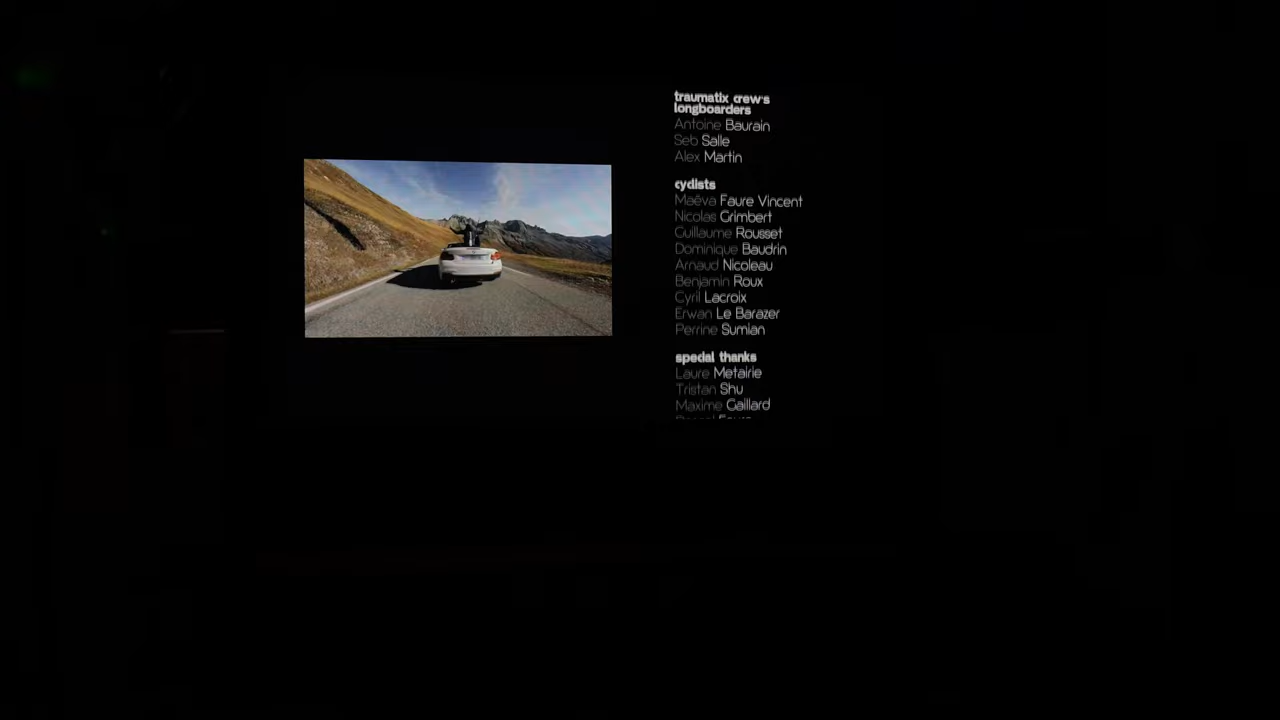 traumatix crew's
longboarders
Antoine Baurain
Seb Salle
Alex Martin
cyclists
Maëva Faure Vincent
Nicolas Grimbert
Guillaume Rousset
Dominique Baudrin
Arnaud Nicoleau
Benjamin Roux
Cyril Lacroix
Erwan Le Barazer
Perrine Sumian
special thanks
Laure Metairie
Tristan Shu
Maxime Gaillard